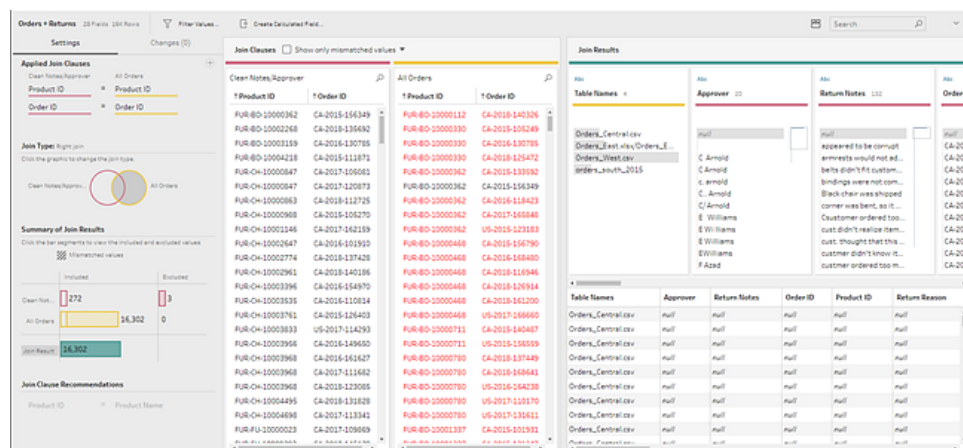 Orders + Returns 28 Fields 16K Rows Filter Values... Create Calculated Field... Search
Settings Changes (0)
Applied Join Clauses
Clean Notes/Approver All Orders
Product ID = Product ID
Order ID = Order ID
Join Type: Right join
Click the graphic to change the join type.
Clean Notes/Approv... All Orders
Summary of Join Results
Click the bar segments to view the included and excluded values.
Mismatched values
Included Excluded
Clean Not... 272 3
All Orders 16,302 0
Join Result 16,302
Join Clause Recommendations
Product ID = Product Name
Join Clauses Show only mismatched values
Clean Notes/Approver
Product ID Order ID
FUR-BO-10000362 CA-2015-156349
FUR-BO-10002268 CA-2018-135692
FUR-BO-10003159 CA-2016-130785
FUR-BO-10004218 CA-2015-111871
FUR-CH-10000847 CA-2017-105081
FUR-CH-10000847 CA-2017-120873
FUR-CH-10000863 CA-2018-112725
FUR-CH-10000988 CA-2015-105270
FUR-CH-10001146 CA-2017-162159
FUR-CH-10002647 CA-2016-101910
FUR-CH-10002774 CA-2018-137428
FUR-CH-10002961 CA-2018-140186
FUR-CH-10003396 CA-2016-154970
FUR-CH-10003535 CA-2016-110814
FUR-CH-10003761 CA-2015-126403
FUR-CH-10003833 US-2017-114293
FUR-CH-10003956 CA-2016-149650
FUR-CH-10003968 CA-2016-161627
FUR-CH-10003968 CA-2017-111682
FUR-CH-10003968 CA-2018-123085
FUR-CH-10004495 CA-2018-131828
FUR-CH-10004698 CA-2017-113341
FUR-FU-10000023 CA-2017-109869
All Orders
Product ID Order ID
FUR-BO-10000112 CA-2018-140326
FUR-BO-10000330 CA-2015-105249
FUR-BO-10000330 CA-2016-130785
FUR-BO-10000330 CA-2018-125472
FUR-BO-10000362 CA-2015-133592
FUR-BO-10000362 CA-2015-156349
FUR-BO-10000362 CA-2016-118423
FUR-BO-10000362 CA-2017-165848
FUR-BO-10000362 US-2015-123183
FUR-BO-10000468 CA-2015-156790
FUR-BO-10000468 CA-2016-168480
FUR-BO-10000468 CA-2018-116946
FUR-BO-10000468 CA-2018-126914
FUR-BO-10000468 CA-2018-161200
FUR-BO-10000468 US-2017-166660
FUR-BO-10000711 CA-2015-140487
FUR-BO-10000711 US-2015-156559
FUR-BO-10000780 CA-2018-137449
FUR-BO-10000780 CA-2018-168641
FUR-BO-10000780 US-2016-164238
FUR-BO-10000780 US-2017-110170
FUR-BO-10000780 US-2017-131611
FUR-BO-10001337 CA-2015-101931
Join Results
Abc Abc Abc
Table Names 4
Orders_Central.csv
Orders_East.xlsx/Orders_E...
Orders_West.csv
orders_south_2015
Approver 23
null
C Arnold
C Arnold
c. arnold
C. Arnold
C/Arnold
E Williams
E Williams
E Williams
EWilliams
F Azad
Return Notes 132
null
appeared to be corrupt
armrests would not ad...
belts didn't fit custom...
bindings were not com...
Black chair was shipped
corner was bent, so it ...
Coustomer ordered too...
cust didn't realize item...
cust. thought that this ...
custmer didn't know it...
custmer ordered too m...
Order
Table Names Approver Return Notes Order ID Product ID Return Reason
Orders_Central.csv null null null null null
Orders_Central.csv null null null null null
Orders_Central.csv null null null null null
Orders_Central.csv null null null null null
Orders_Central.csv null null null null null
Orders_Central.csv null null null null null
Orders_Central.csv null null null null null
Orders_Central.csv null null null null null